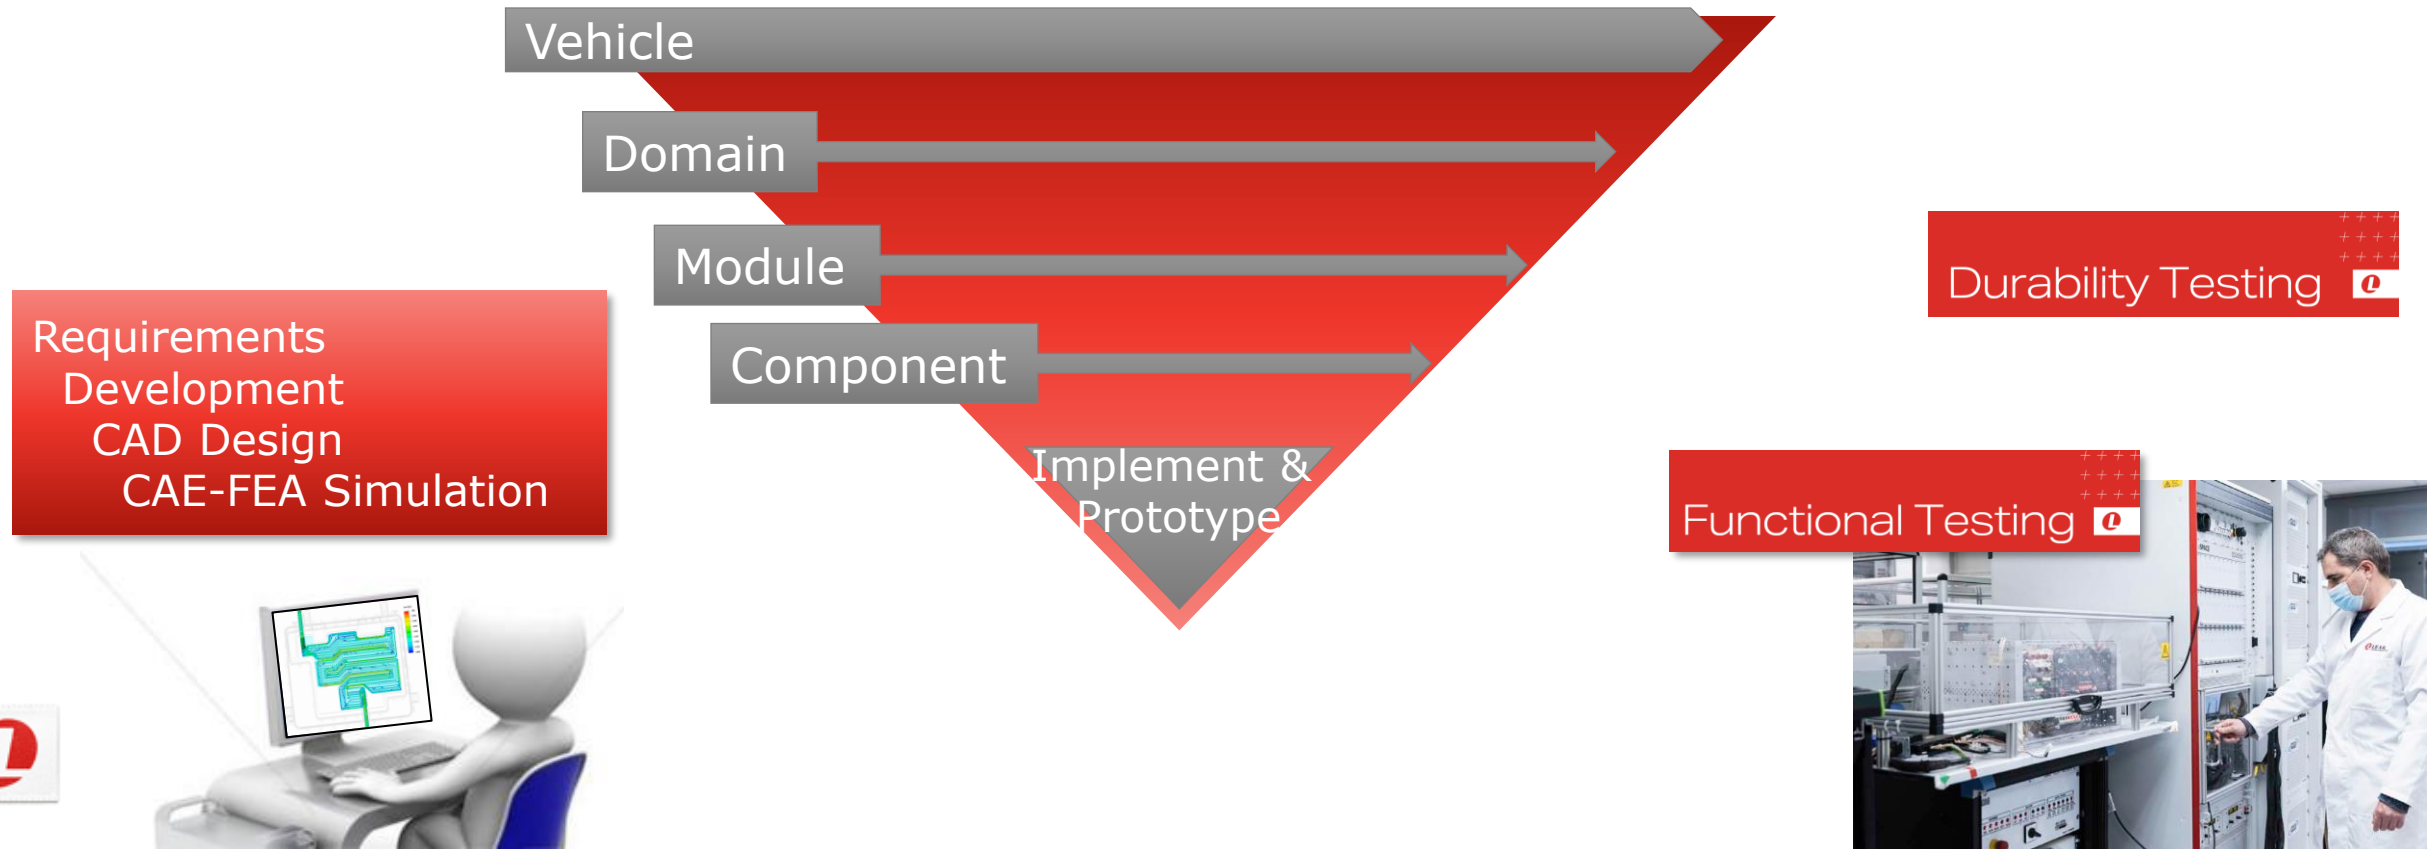 Vehicle
Domain
Module
Component
Implement &
Prototype
Requirements
Development
CAD Design
CAE-FEA Simulation
Durability Testing
Functional Testing